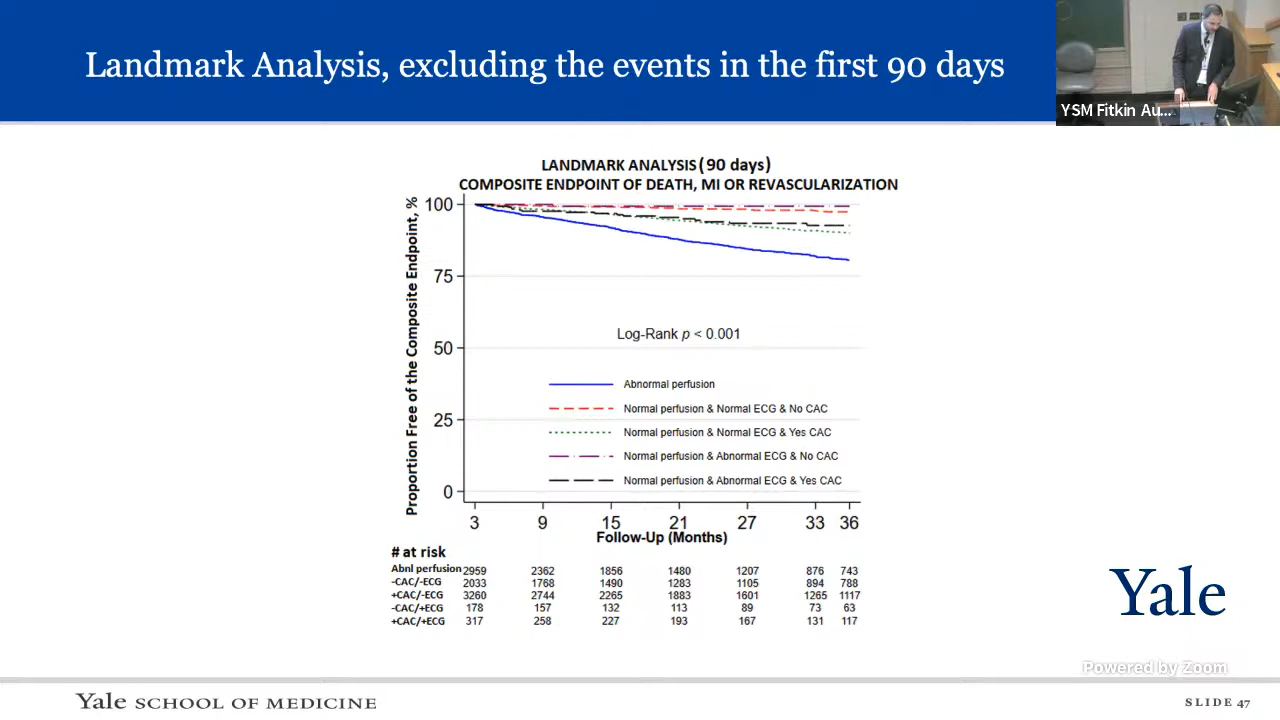 Landmark Analysis, excluding the events in the first 90 days
YSM Fitkin Au...
LANDMARK ANALYSIS (90 days)
COMPOSITE ENDPOINT OF DEATH, MI OR REVASCULARIZATION
Proportion Free of the Composite Endpoint, %
100
75
50
25
0
Log-Rank p < 0.001
Abnormal perfusion
Normal perfusion & Normal ECG & No CAC
Normal perfusion & Normal ECG & Yes CAC
Normal perfusion & Abnormal ECG & No CAC
Normal perfusion & Abnormal ECG & Yes CAC
3 9 15 21 27 33 36
Follow-Up (Months)
# at risk
Abnl perfusion 2959 2362 1856 1480 1207 876 743
-CAC/-ECG 2033 1768 1490 1283 1105 894 788
+CAC/-ECG 3260 2744 2265 1883 1601 1265 1117
-CAC/+ECG 178 157 132 113 89 73 63
+CAC/+ECG 317 258 227 193 167 131 117
Yale
Powered by Zoom
Yale SCHOOL OF MEDICINE
SLIDE 47